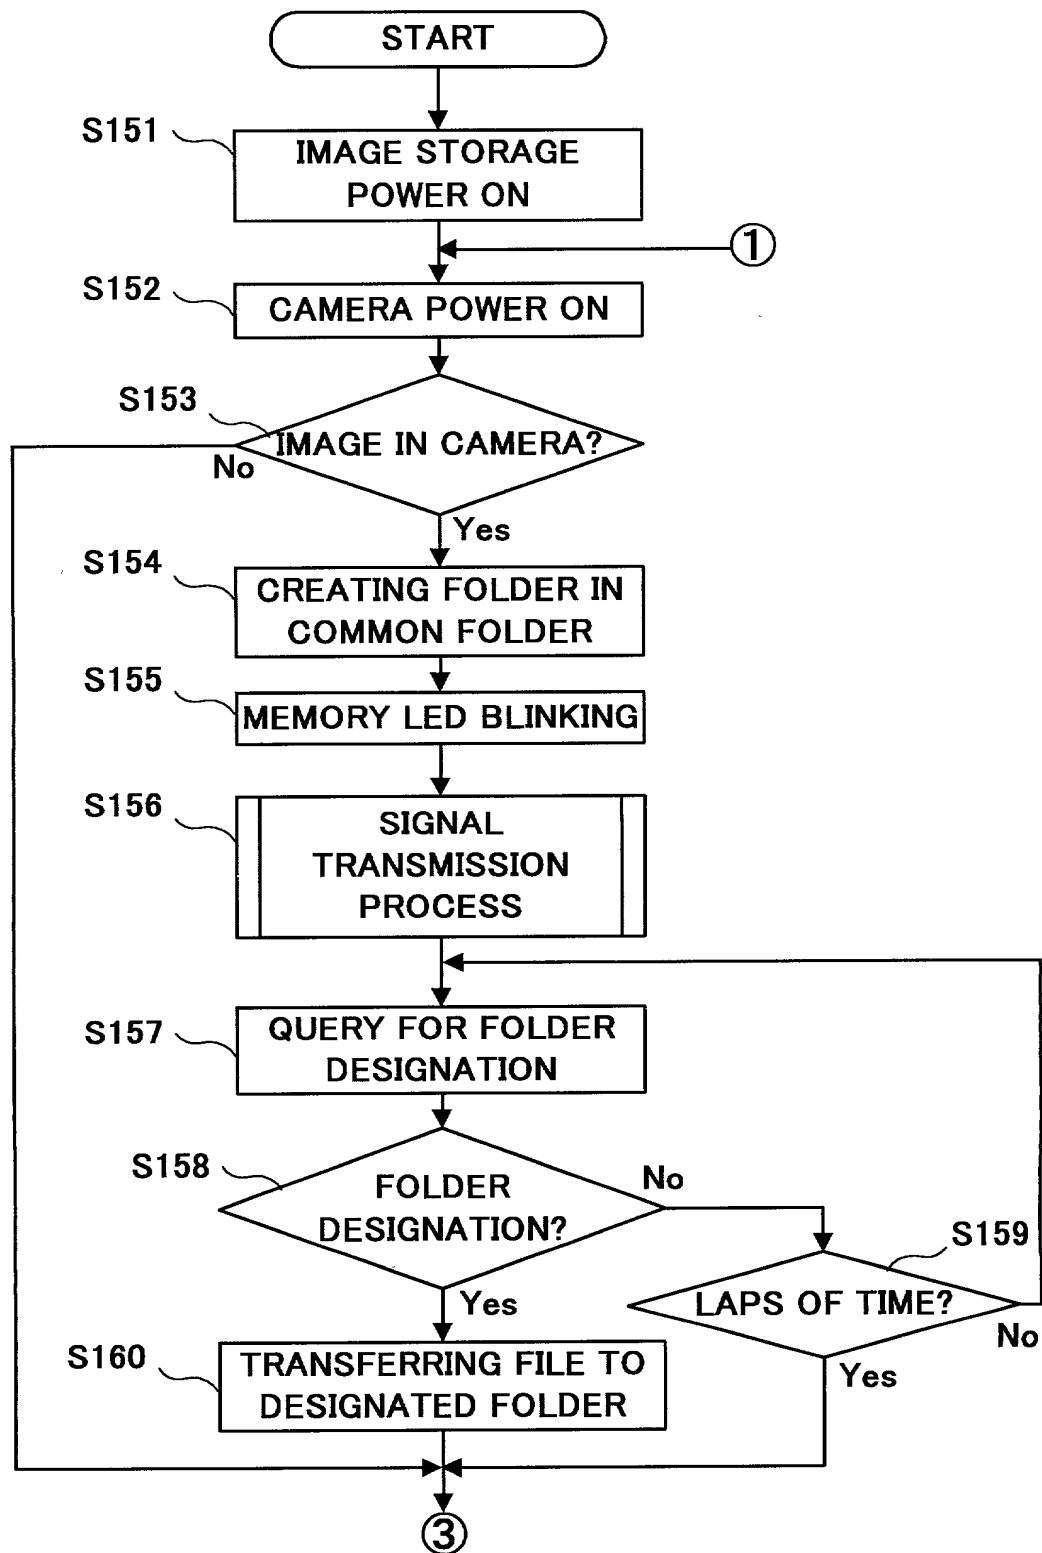 START
S151
IMAGE STORAGE
POWER ON
①
S152
CAMERA POWER ON
S153
IMAGE IN CAMERA?
No
Yes
S154
CREATING FOLDER IN
COMMON FOLDER
S155
MEMORY LED BLINKING
S156
SIGNAL
TRANSMISSION
PROCESS
S157
QUERY FOR FOLDER
DESIGNATION
S158
FOLDER
DESIGNATION?
No
Yes
S159
LAPS OF TIME?
No
Yes
S160
TRANSFERRING FILE TO
DESIGNATED FOLDER
③